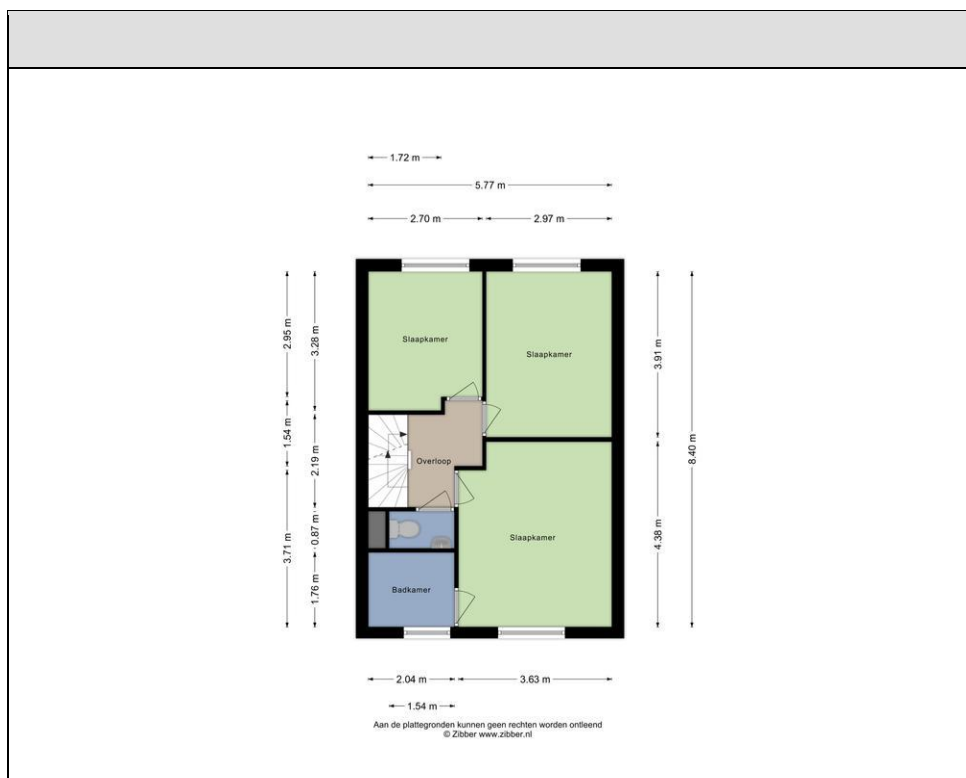 1.72 m
5.77 m
2.70 m
2.97 m
2.95 m
3.28 m
3.91 m
Slaapkamer
Slaapkamer
1.54 m
2.19 m
8.40 m
Overloop
3.71 m
0.87 m
4.38 m
Slaapkamer
1.76 m
Badkamer
2.04 m
3.63 m
1.54 m
Aan de plattegronden kunnen geen rechten worden ontleend
© Zibber www.zibber.nl